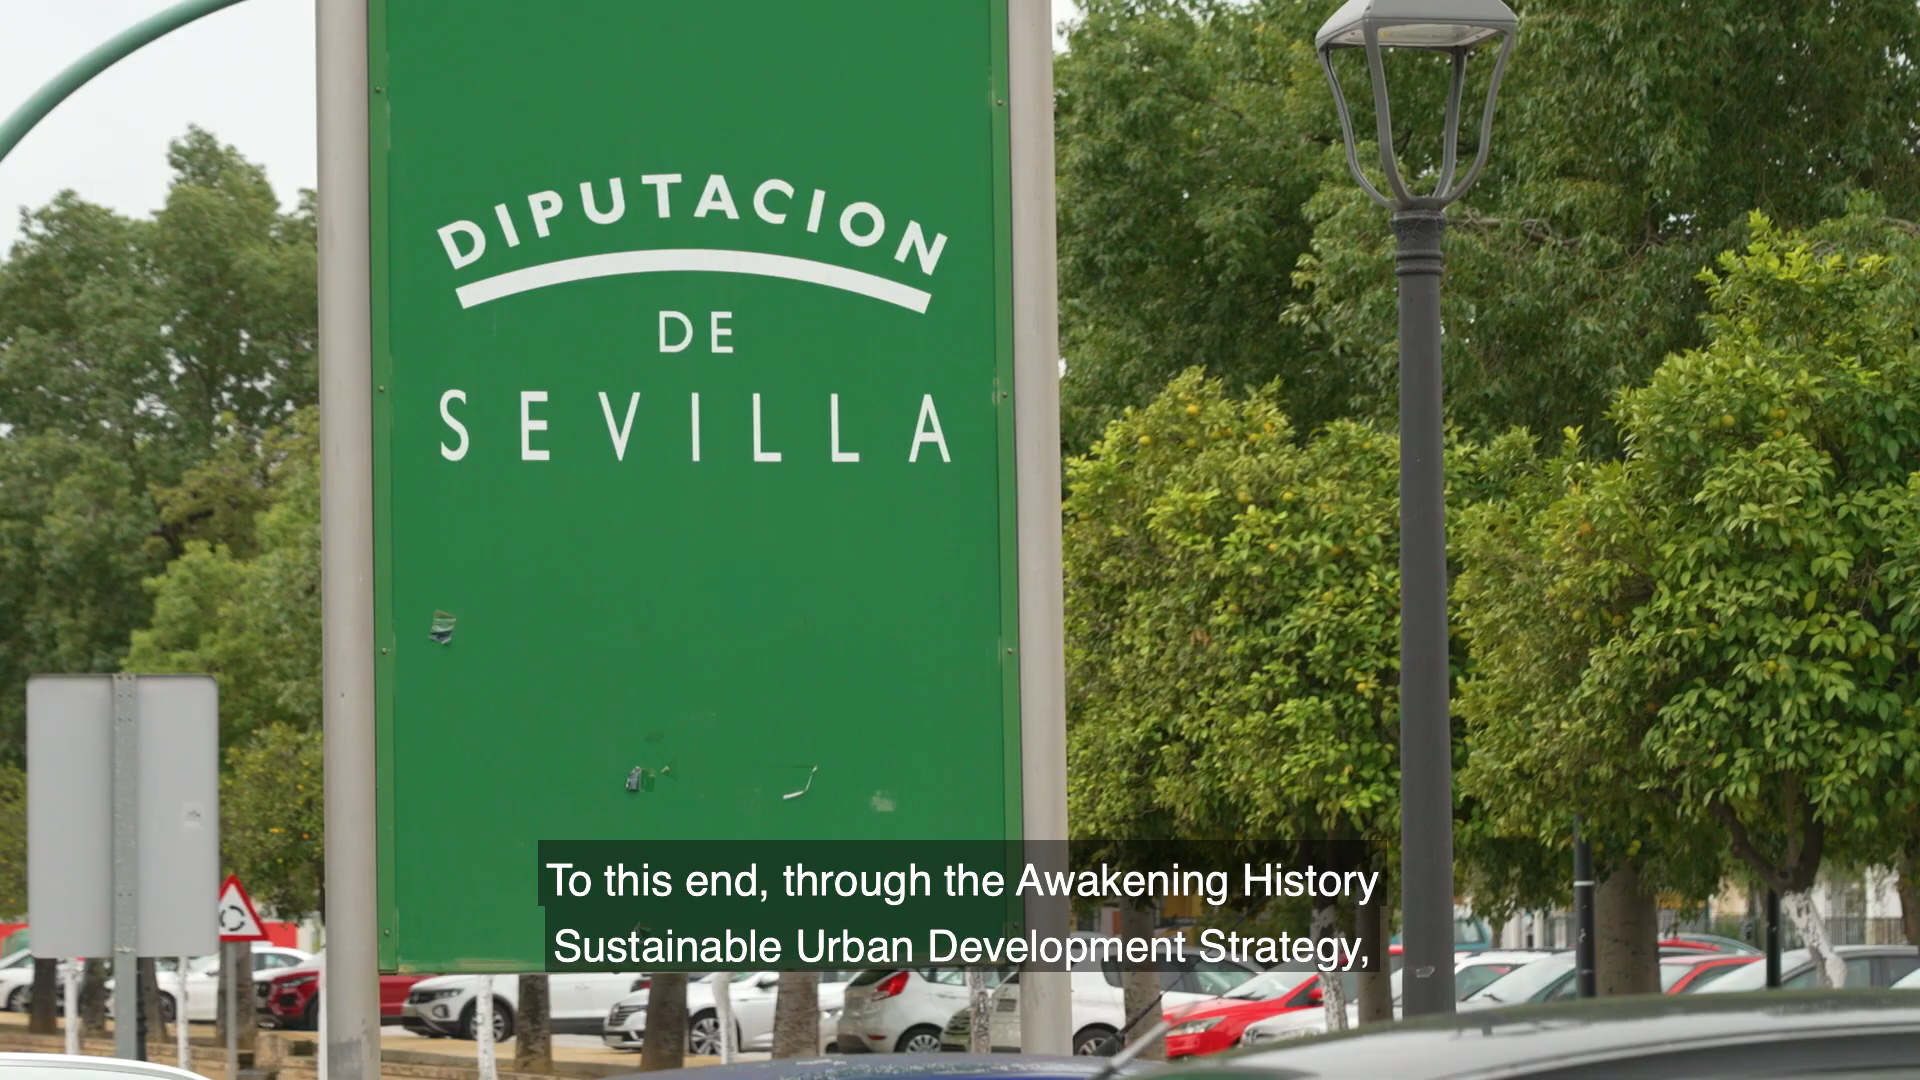 DIPUTACION
DE
SEVILLA
To this end, through the Awakening History
Sustainable Urban Development Strategy,